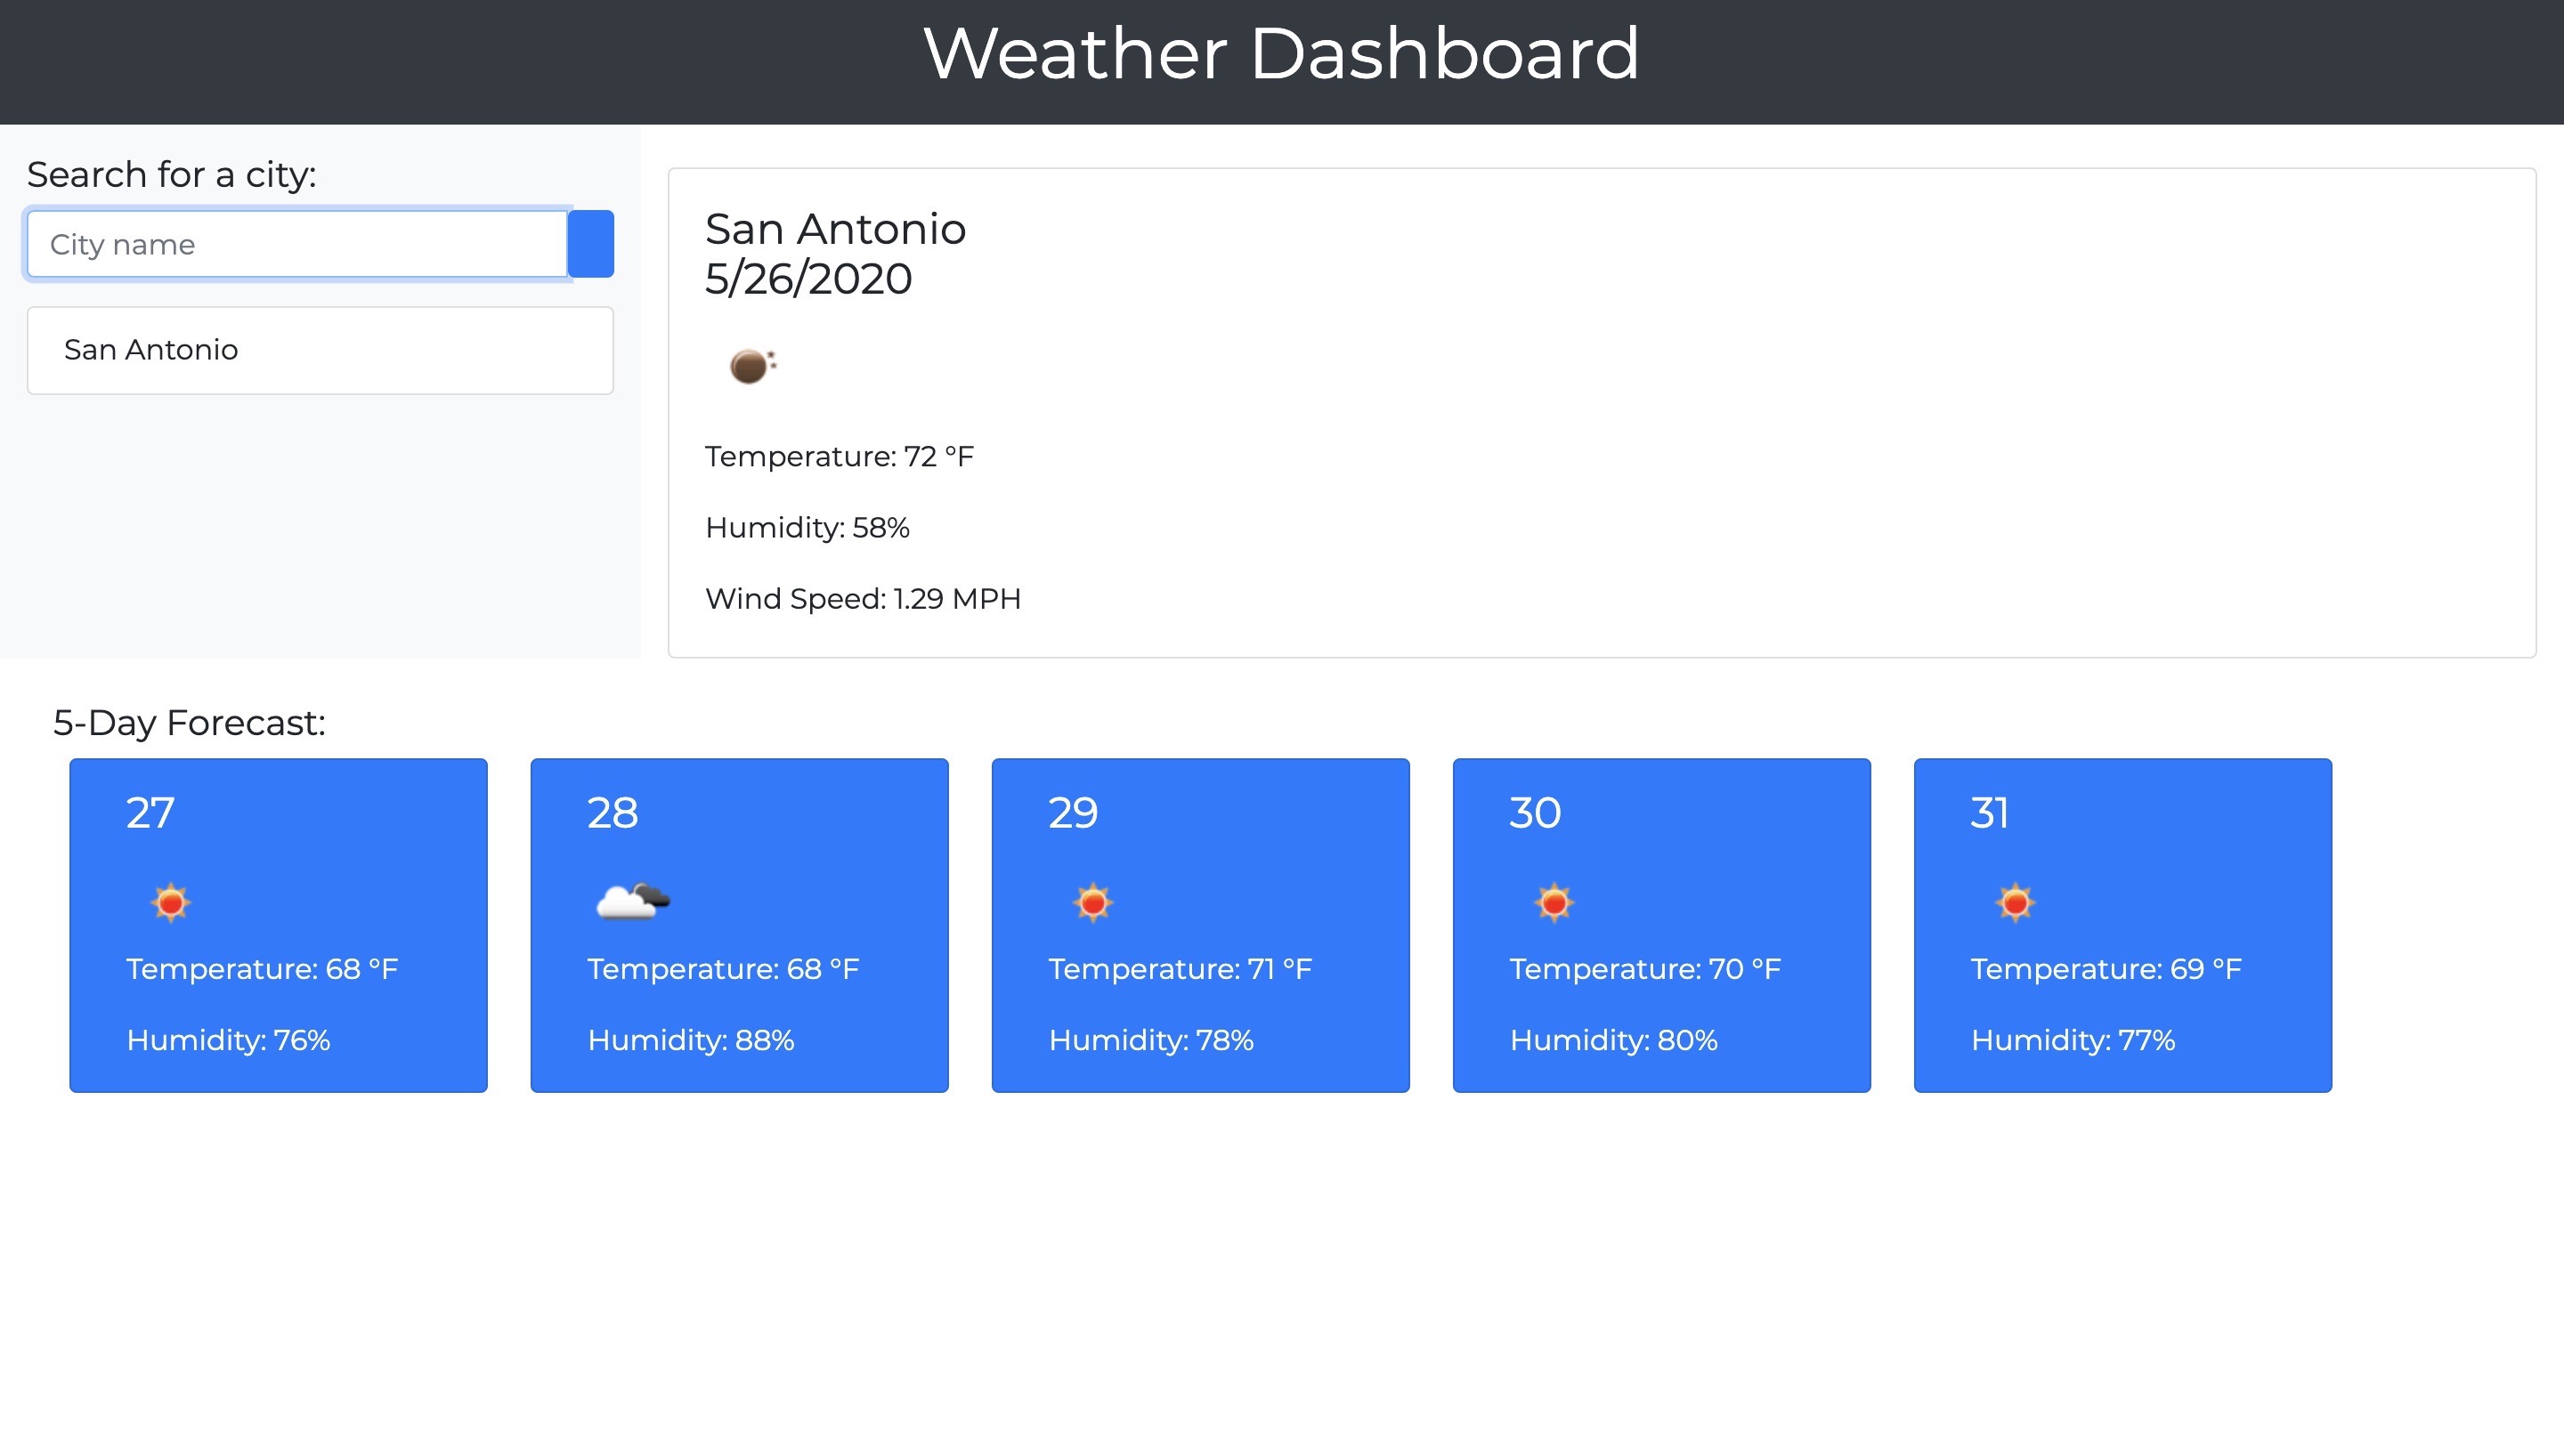 Weather Dashboard
Search for a city:
City name
San Antonio
San Antonio
5/26/2020
Temperature: 72 °F
Humidity: 58%
Wind Speed: 1.29 MPH
5-Day Forecast:
27
Temperature: 68 °F
Humidity: 76%
28
Temperature: 68 °F
Humidity: 88%
29
Temperature: 71 °F
Humidity: 78%
30
Temperature: 70 °F
Humidity: 80%
31
Temperature: 69 °F
Humidity: 77%